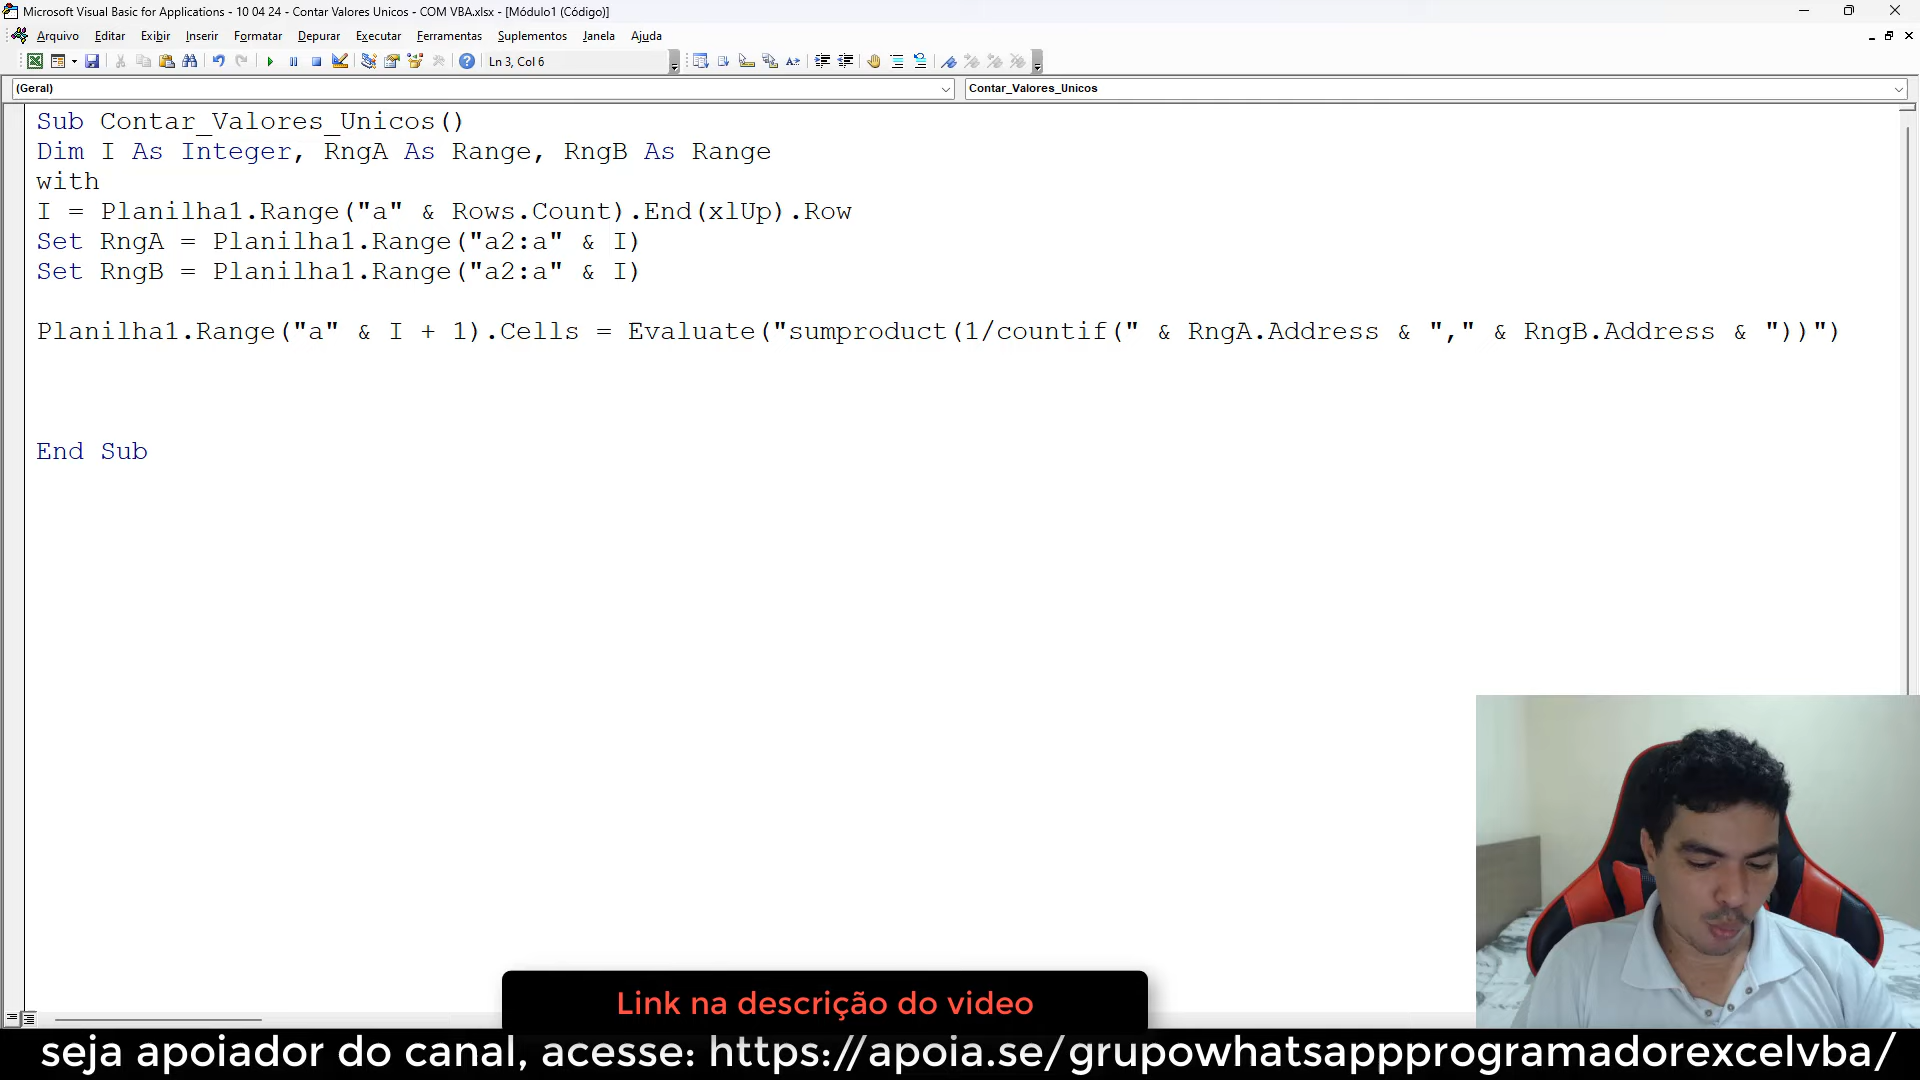 Microsoft Visual Basic for Applications - 10 04 24 - Contar Valores Unicos - COM VBA.xlsx - [Módulo1 (Código)]
Arquivo Editar Exibir Inserir Formatar Depurar Executar Ferramentas Suplementos Janela Ajuda
Ln 3, Col 6
(Geral) Contar_Valores_Unicos
Sub Contar_Valores_Unicos()
Dim I As Integer, RngA As Range, RngB As Range
with
I = Planilha1.Range("a" & Rows.Count).End(xlUp).Row
Set RngA = Planilha1.Range("a2:a" & I)
Set RngB = Planilha1.Range("a2:a" & I)
Planilha1.Range("a" & I + 1).Cells = Evaluate("sumproduct(1/countif(" & RngA.Address & "," & RngB.Address & "))")
End Sub
Link na descrição do video
seja apoiador do canal, acesse: https://apoia.se/grupowhatsappprogramadorexcelvba/